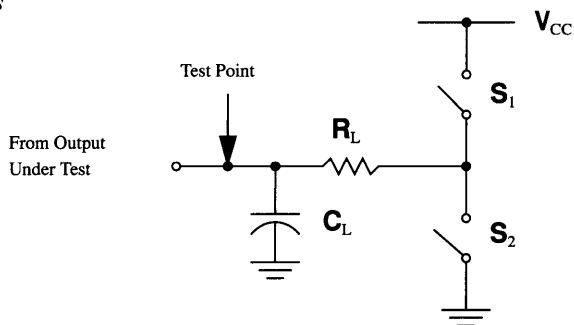 V_CC
Test Point
S_1
R_L
From Output
Under Test
C_L
S_2